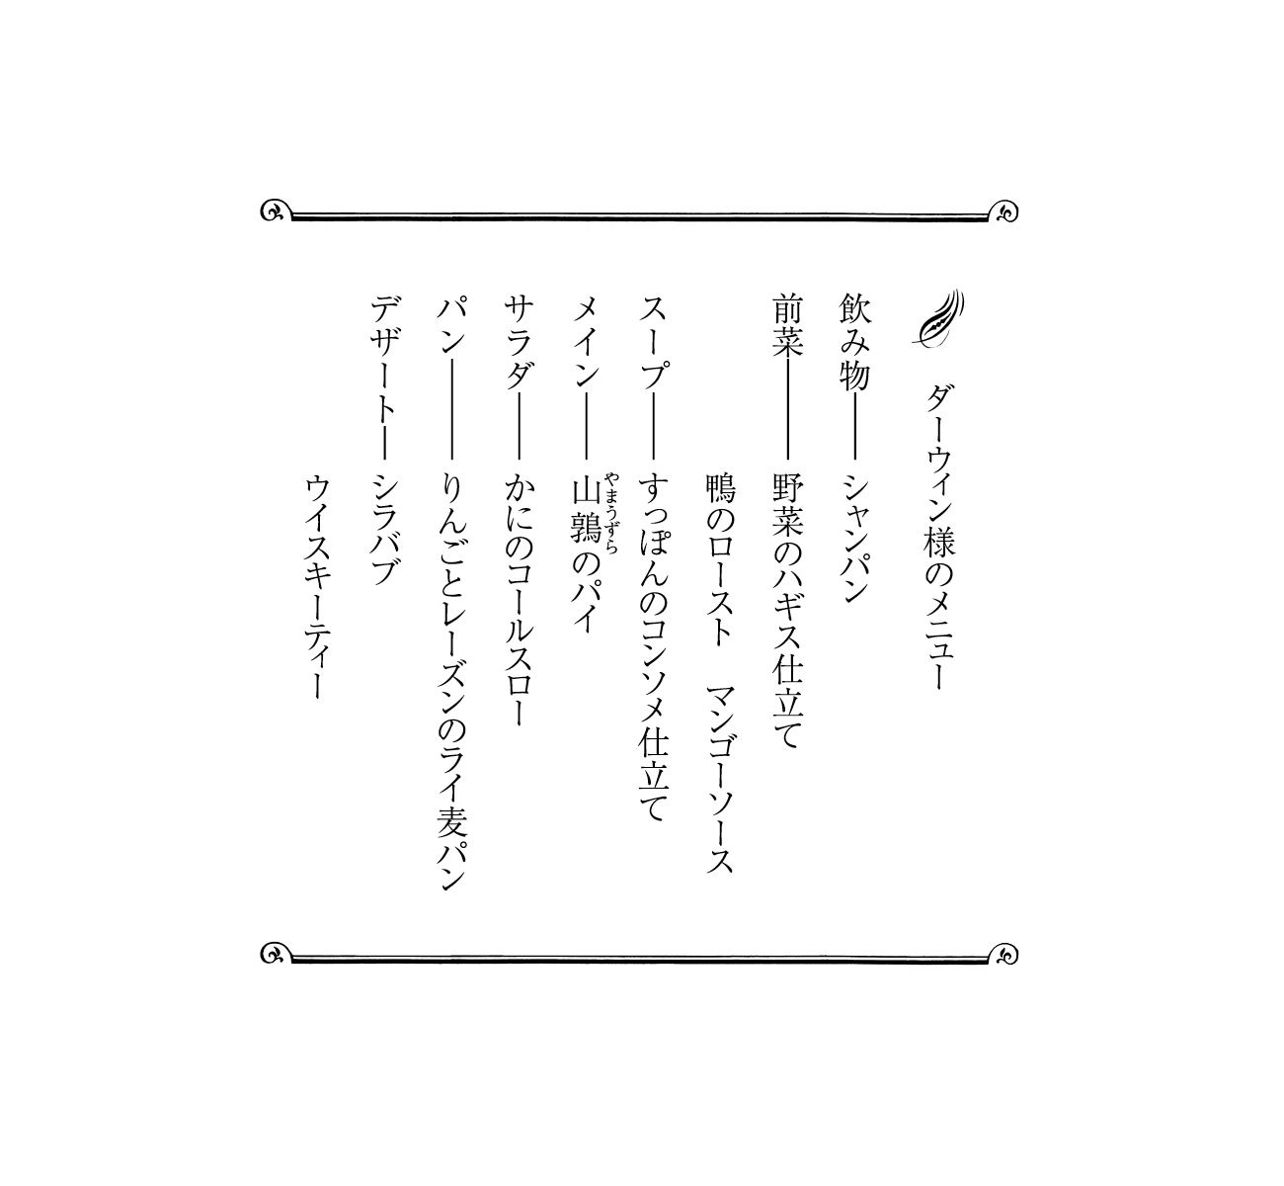 ダーウィン様のメニュー
飲み物――シャンパン
前菜―――野菜のハギス仕立て
鴨のロースト　マンゴーソース
スープ――すっぽんのコンソメ仕立て
メイン――山鶉のパイ
やまうずら
サラダ――かにのコールスロー
パン―――りんごとレーズンのライ麦パン
デザート―シラバブ
ウイスキーティー